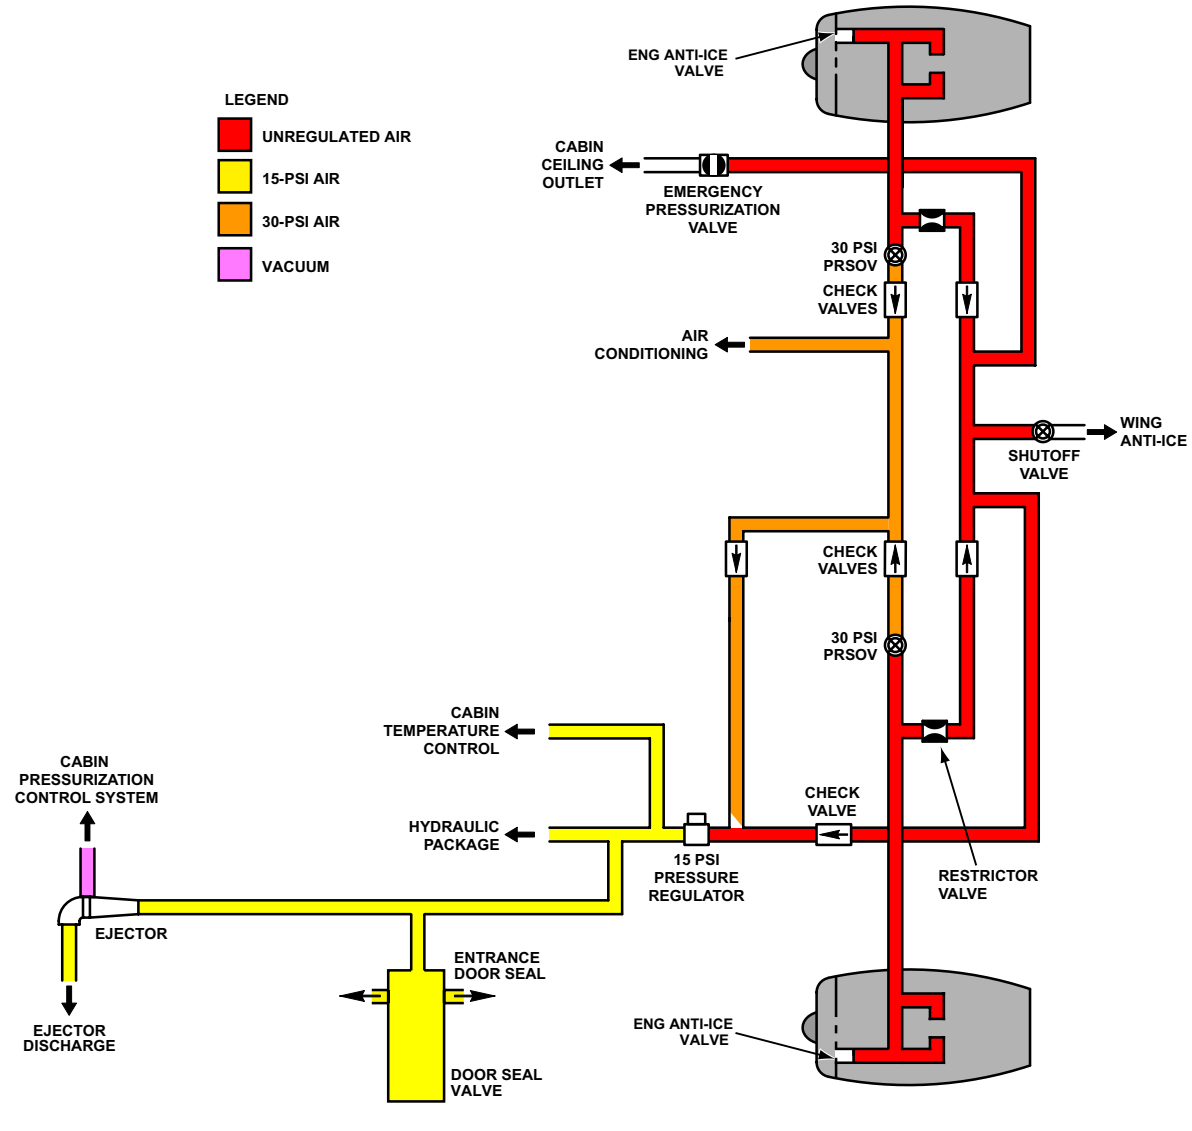 ENG ANTI-ICE
VALVE
LEGEND
UNREGULATED AIR
15-PSI AIR
30-PSI AIR
VACUUM
CABIN
CEILING
OUTLET
EMERGENCY
PRESSURIZATION
VALVE
30 PSI
PRSOV
CHECK
VALVES
AIR
CONDITIONING
WING
ANTI-ICE
SHUTOFF
VALVE
CHECK
VALVES
30 PSI
PRSOV
CABIN
TEMPERATURE
CONTROL
CABIN
PRESSURIZATION
CONTROL SYSTEM
HYDRAULIC
PACKAGE
CHECK
VALVE
15 PSI
PRESSURE
REGULATOR
RESTRICTOR
VALVE
EJECTOR
ENTRANCE
DOOR SEAL
EJECTOR
DISCHARGE
ENG ANTI-ICE
VALVE
DOOR SEAL
VALVE